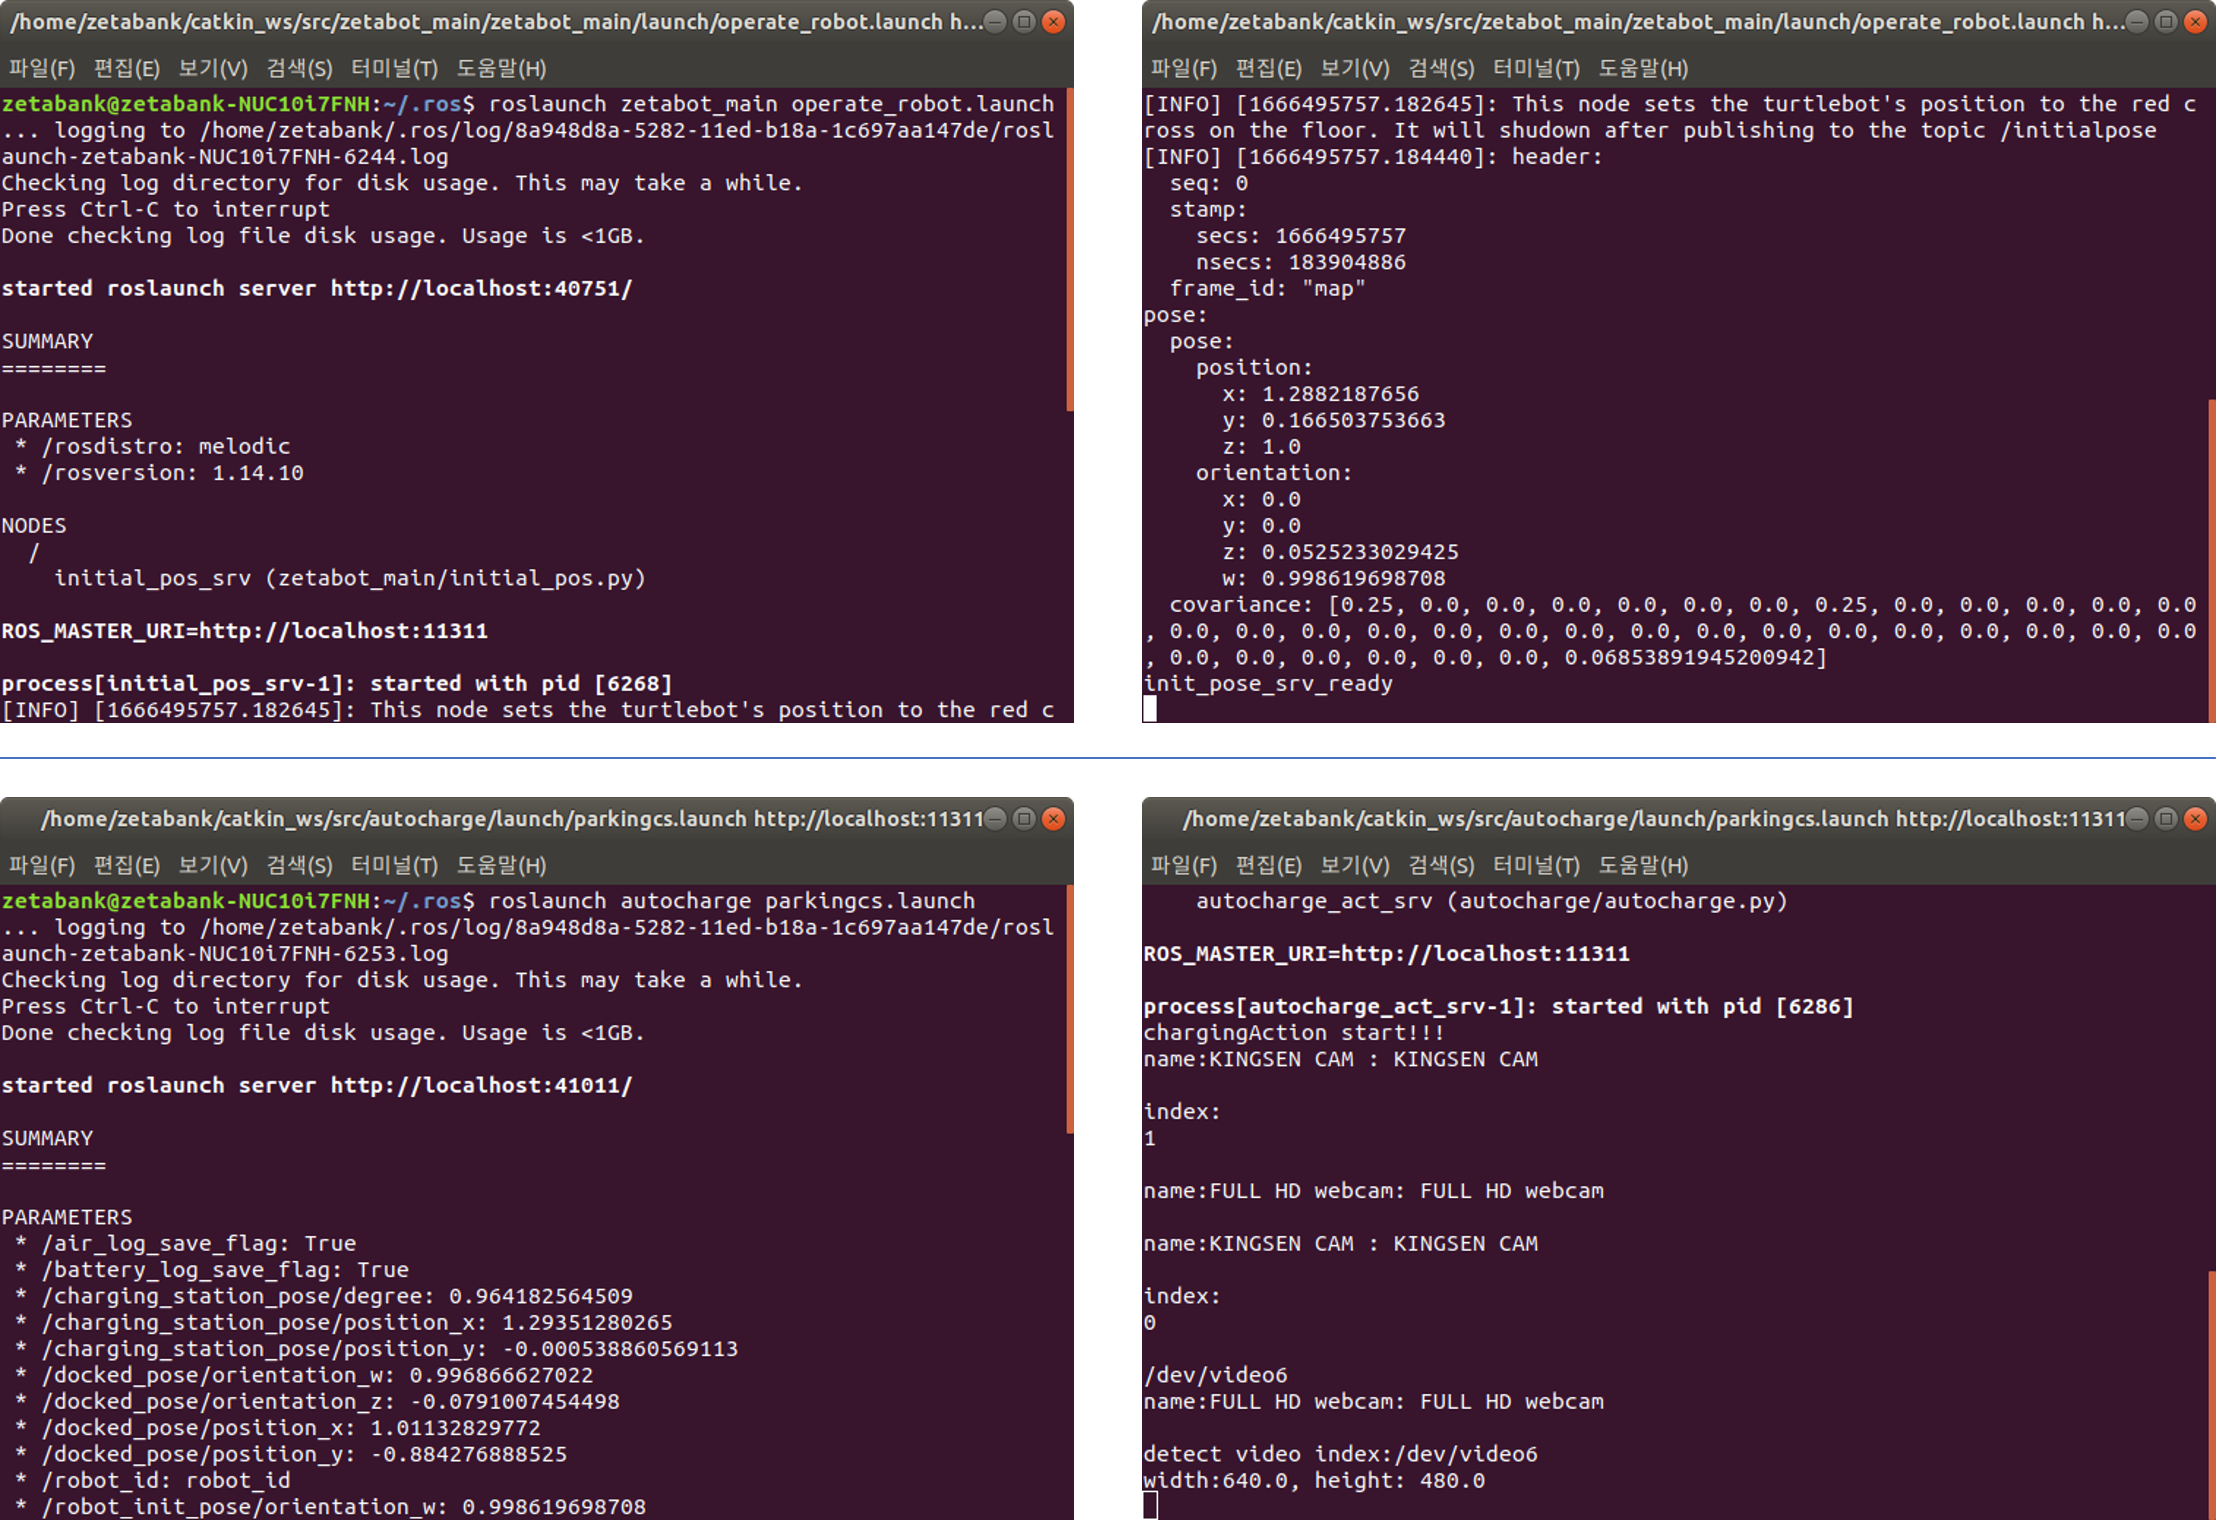 /home/zetabank/catkin_ws/src/zetabot_main/zetabot_main/launch/operate_robot.launch h...
파일(F) 편집(E) 보기(V) 검색(S) 터미널(T) 도움말(H)
zetabank@zetabank-NUC10i7FNH:~/.ros$ roslaunch zetabot_main operate_robot.launch
... logging to /home/zetabank/.ros/log/8a948d8a-5282-11ed-b18a-1c697aa147de/rosl
aunch-zetabank-NUC10i7FNH-6244.log
Checking log directory for disk usage. This may take a while.
Press Ctrl-C to interrupt
Done checking log file disk usage. Usage is <1GB.
started roslaunch server http://localhost:40751/
SUMMARY
========
PARAMETERS
* /rosdistro: melodic
* /rosversion: 1.14.10
NODES
/
initial_pos_srv (zetabot_main/initial_pos.py)
ROS_MASTER_URI=http://localhost:11311
process[initial_pos_srv-1]: started with pid [6268]
[INFO] [1666495757.182645]: This node sets the turtlebot's position to the red c
/home/zetabank/catkin_ws/src/zetabot_main/zetabot_main/launch/operate_robot.launch h...
파일(F) 편집(E) 보기(V) 검색(S) 터미널(T) 도움말(H)
[INFO] [1666495757.182645]: This node sets the turtlebot's position to the red c
ross on the floor. It will shudown after publishing to the topic /initialpose
[INFO] [1666495757.184440]: header:
seq: 0
stamp:
secs: 1666495757
nsecs: 183904886
frame_id: "map"
pose:
pose:
position:
x: 1.2882187656
y: 0.166503753663
z: 1.0
orientation:
x: 0.0
y: 0.0
z: 0.0525233029425
w: 0.998619698708
covariance: [0.25, 0.0, 0.0, 0.0, 0.0, 0.0, 0.0, 0.25, 0.0, 0.0, 0.0, 0.0, 0.0
, 0.0, 0.0, 0.0, 0.0, 0.0, 0.0, 0.0, 0.0, 0.0, 0.0, 0.0, 0.0, 0.0, 0.0, 0.0, 0.0
, 0.0, 0.0, 0.0, 0.0, 0.0, 0.0, 0.06853891945200942]
init_pose_srv_ready
/home/zetabank/catkin_ws/src/autocharge/launch/parkingcs.launch http://localhost:11311
파일(F) 편집(E) 보기(V) 검색(S) 터미널(T) 도움말(H)
zetabank@zetabank-NUC10i7FNH:~/.ros$ roslaunch autocharge parkingcs.launch
... logging to /home/zetabank/.ros/log/8a948d8a-5282-11ed-b18a-1c697aa147de/rosl
aunch-zetabank-NUC10i7FNH-6253.log
Checking log directory for disk usage. This may take a while.
Press Ctrl-C to interrupt
Done checking log file disk usage. Usage is <1GB.
started roslaunch server http://localhost:41011/
SUMMARY
========
PARAMETERS
* /air_log_save_flag: True
* /battery_log_save_flag: True
* /charging_station_pose/degree: 0.964182564509
* /charging_station_pose/position_x: 1.29351280265
* /charging_station_pose/position_y: -0.000538860569113
* /docked_pose/orientation_w: 0.996866627022
* /docked_pose/orientation_z: -0.0791007454498
* /docked_pose/position_x: 1.01132829772
* /docked_pose/position_y: -0.884276888525
* /robot_id: robot_id
* /robot_init_pose/orientation_w: 0.998619698708
/home/zetabank/catkin_ws/src/autocharge/launch/parkingcs.launch http://localhost:11311
파일(F) 편집(E) 보기(V) 검색(S) 터미널(T) 도움말(H)
autocharge_act_srv (autocharge/autocharge.py)
ROS_MASTER_URI=http://localhost:11311
process[autocharge_act_srv-1]: started with pid [6286]
chargingAction start!!!
name:KINGSEN CAM : KINGSEN CAM
index:
1
name:FULL HD webcam: FULL HD webcam
name:KINGSEN CAM : KINGSEN CAM
index:
0
/dev/video6
name:FULL HD webcam: FULL HD webcam
detect video index:/dev/video6
width:640.0, height: 480.0